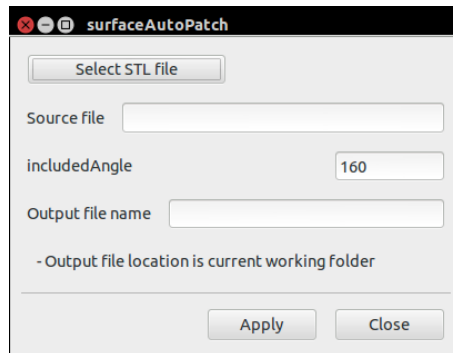 surfaceAutoPatch
Select STL file
Source file
includedAngle 160
Output file name
- Output file location is current working folder
Apply Close